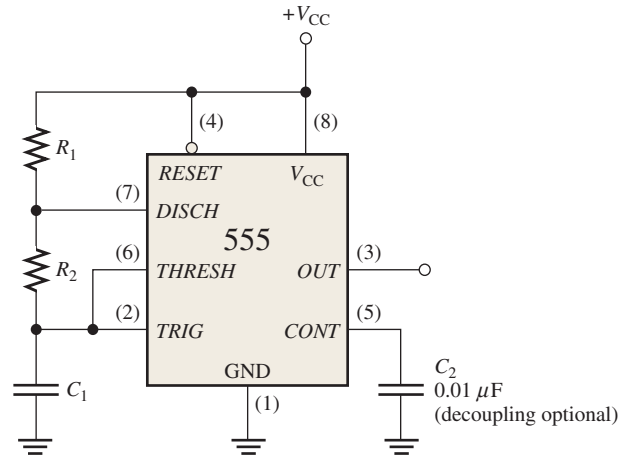 +V_CC
(4)
(8)
R_1
RESET
V_CC
(7)
DISCH
555
(6)
(3)
R_2
THRESH
OUT
(2)
(5)
TRIG
CONT
GND
C_1
(1)
C_2
0.01 μF
(decoupling optional)